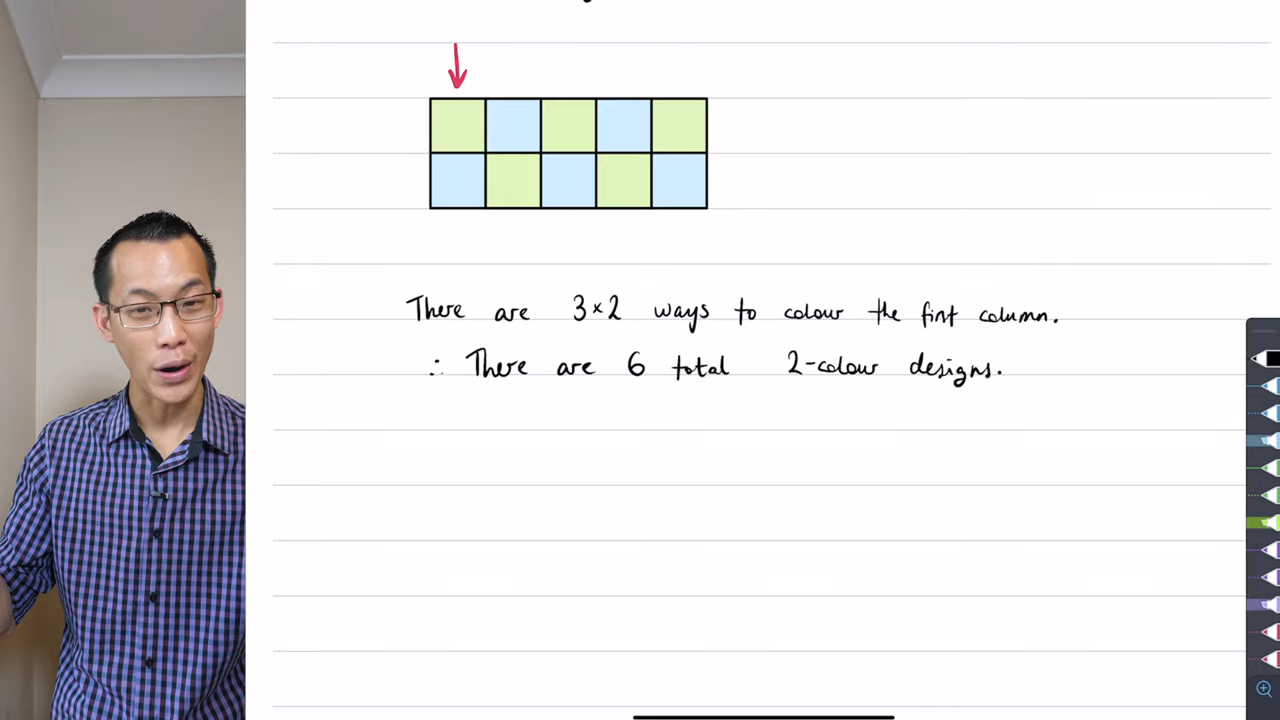 There are 3×2 ways to colour the first column.
∴ There are 6 total 2-colour designs.